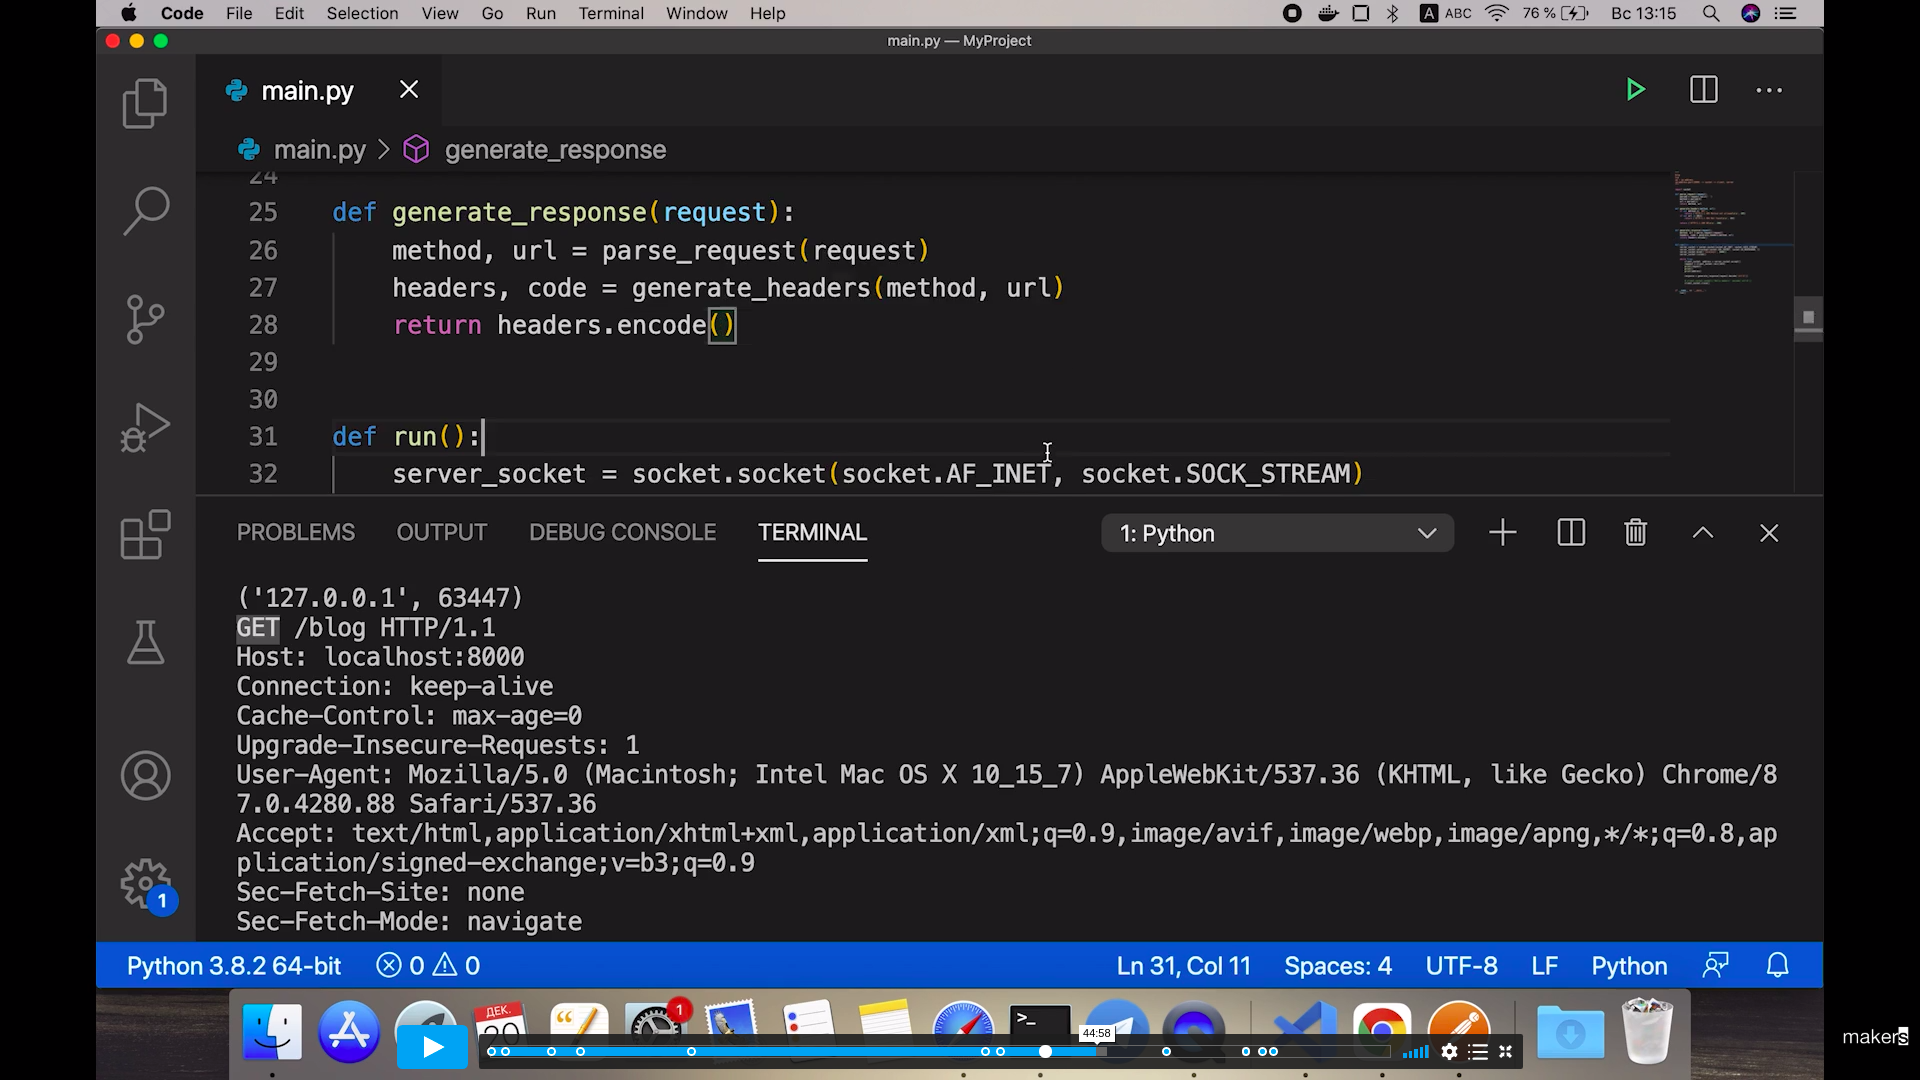 Code File Edit Selection View Go Run Terminal Window Help A ABC 76 % Вс 13:15
main.py — MyProject
main.py
main.py > generate_response
24
25 def generate_response(request):
26 method, url = parse_request(request)
27 headers, code = generate_headers(method, url)
28 return headers.encode()
29
30
31 def run():
32 server_socket = socket.socket(socket.AF_INET, socket.SOCK_STREAM)
PROBLEMS OUTPUT DEBUG CONSOLE TERMINAL 1: Python
('127.0.0.1', 63447)
GET /blog HTTP/1.1
Host: localhost:8000
Connection: keep-alive
Cache-Control: max-age=0
Upgrade-Insecure-Requests: 1
User-Agent: Mozilla/5.0 (Macintosh; Intel Mac OS X 10_15_7) AppleWebKit/537.36 (KHTML, like Gecko) Chrome/8
7.0.4280.88 Safari/537.36
Accept: text/html,application/xhtml+xml,application/xml;q=0.9,image/avif,image/webp,image/apng,*/*;q=0.8,ap
plication/signed-exchange;v=b3;q=0.9
Sec-Fetch-Site: none
Sec-Fetch-Mode: navigate
1
Python 3.8.2 64-bit 0 0 Ln 31, Col 11 Spaces: 4 UTF-8 LF Python
ДЕК.
1
44:58
makers